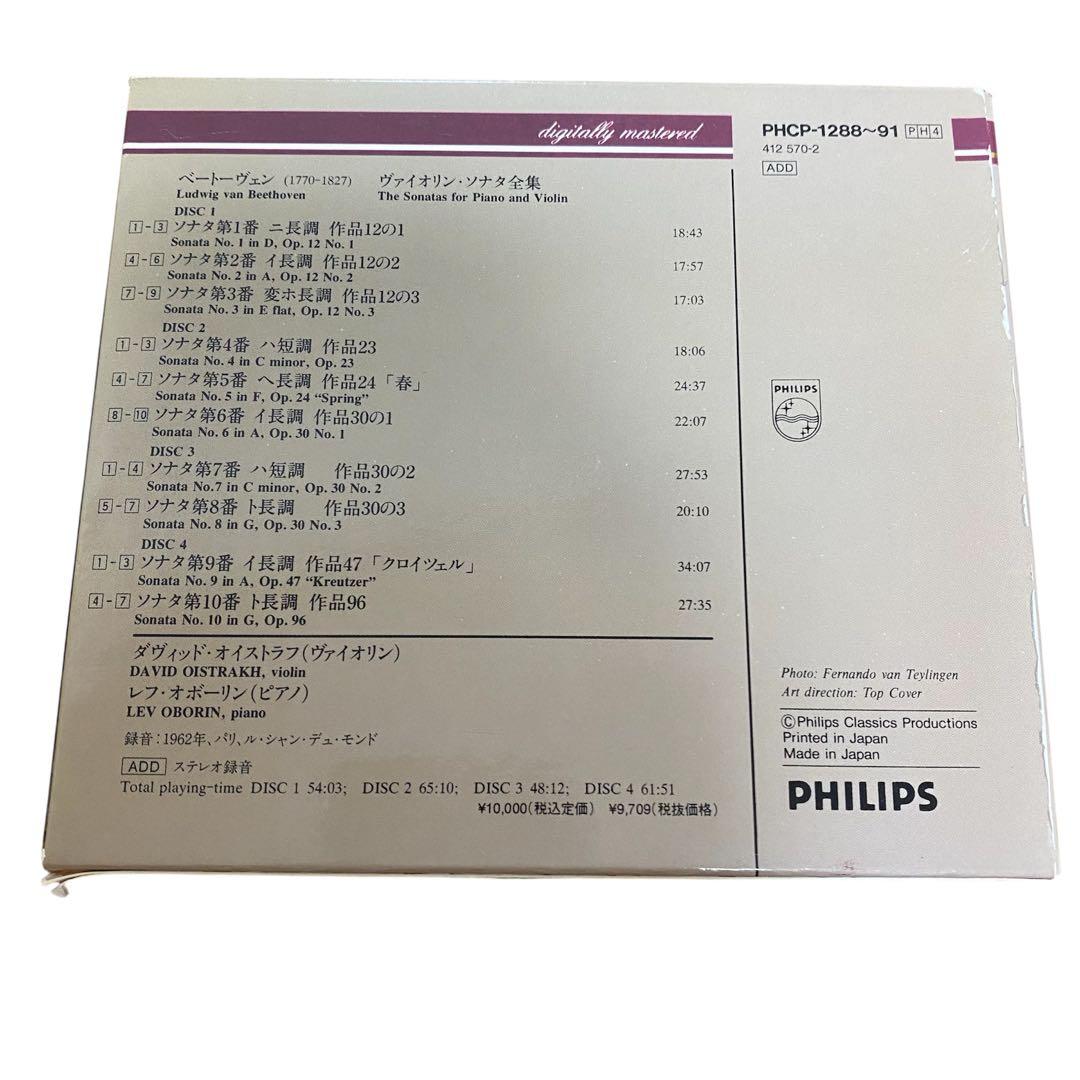 digitally mastered
PHCP-1288~91 PH4
412 570-2
ADD
ベートーヴェン (1770-1827) ヴァイオリン・ソナタ全集
Ludwig van Beethoven The Sonatas for Piano and Violin
DISC 1
1-3 ソナタ第1番 ニ長調 作品12の1 18:43
Sonata No. 1 in D, Op. 12 No. 1
4-6 ソナタ第2番 イ長調 作品12の2 17:57
Sonata No. 2 in A, Op. 12 No. 2
7-9 ソナタ第3番 変ホ長調 作品12の3 17:03
Sonata No. 3 in E flat, Op. 12 No. 3
DISC 2
1-3 ソナタ第4番 ハ短調 作品23 18:06
Sonata No. 4 in C minor, Op. 23
4-7 ソナタ第5番 ヘ長調 作品24「春」 24:37
Sonata No. 5 in F, Op. 24 “Spring”
8-10 ソナタ第6番 イ長調 作品30の1 22:07
Sonata No. 6 in A, Op. 30 No. 1
DISC 3
1-4 ソナタ第7番 ハ短調 作品30の2 27:53
Sonata No.7 in C minor, Op. 30 No. 2
5-7 ソナタ第8番 ト長調 作品30の3 20:10
Sonata No. 8 in G, Op. 30 No. 3
DISC 4
1-3 ソナタ第9番 イ長調 作品47「クロイツェル」 34:07
Sonata No. 9 in A, Op. 47 “Kreutzer”
4-7 ソナタ第10番 ト長調 作品96 27:35
Sonata No. 10 in G, Op. 96
ダヴィッド・オイストラフ(ヴァイオリン)
DAVID OISTRAKH, violin
レフ・オボーリン(ピアノ)
LEV OBORIN, piano
録音:1962年、パリ、ル・シャン・デュ・モンド
ADD ステレオ録音
Total playing-time DISC 1 54:03; DISC 2 65:10; DISC 3 48:12; DISC 4 61:51
¥10,000(税込定価) ¥9,709(税抜価格)
PHILIPS
Photo: Fernando van Teylingen
Art direction: Top Cover
©Philips Classics Productions
Printed in Japan
Made in Japan
PHILIPS